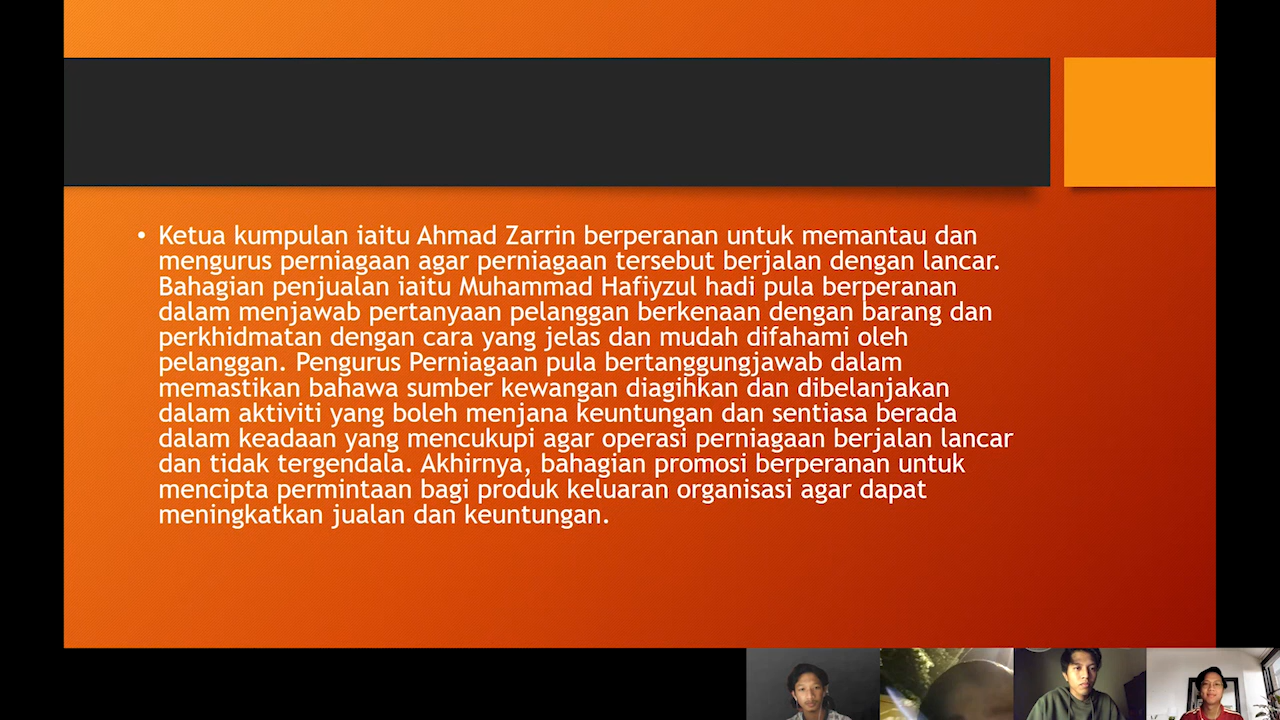 • Ketua kumpulan iaitu Ahmad Zarrin berperanan untuk memantau dan
mengurus perniagaan agar perniagaan tersebut berjalan dengan lancar.
Bahagian penjualan iaitu Muhammad Hafiyzul hadi pula berperanan
dalam menjawab pertanyaan pelanggan berkenaan dengan barang dan
perkhidmatan dengan cara yang jelas dan mudah difahami oleh
pelanggan. Pengurus Perniagaan pula bertanggungjawab dalam
memastikan bahawa sumber kewangan diagihkan dan dibelanjakan
dalam aktiviti yang boleh menjana keuntungan dan sentiasa berada
dalam keadaan yang mencukupi agar operasi perniagaan berjalan lancar
dan tidak tergendala. Akhirnya, bahagian promosi berperanan untuk
mencipta permintaan bagi produk keluaran organisasi agar dapat
meningkatkan jualan dan keuntungan.